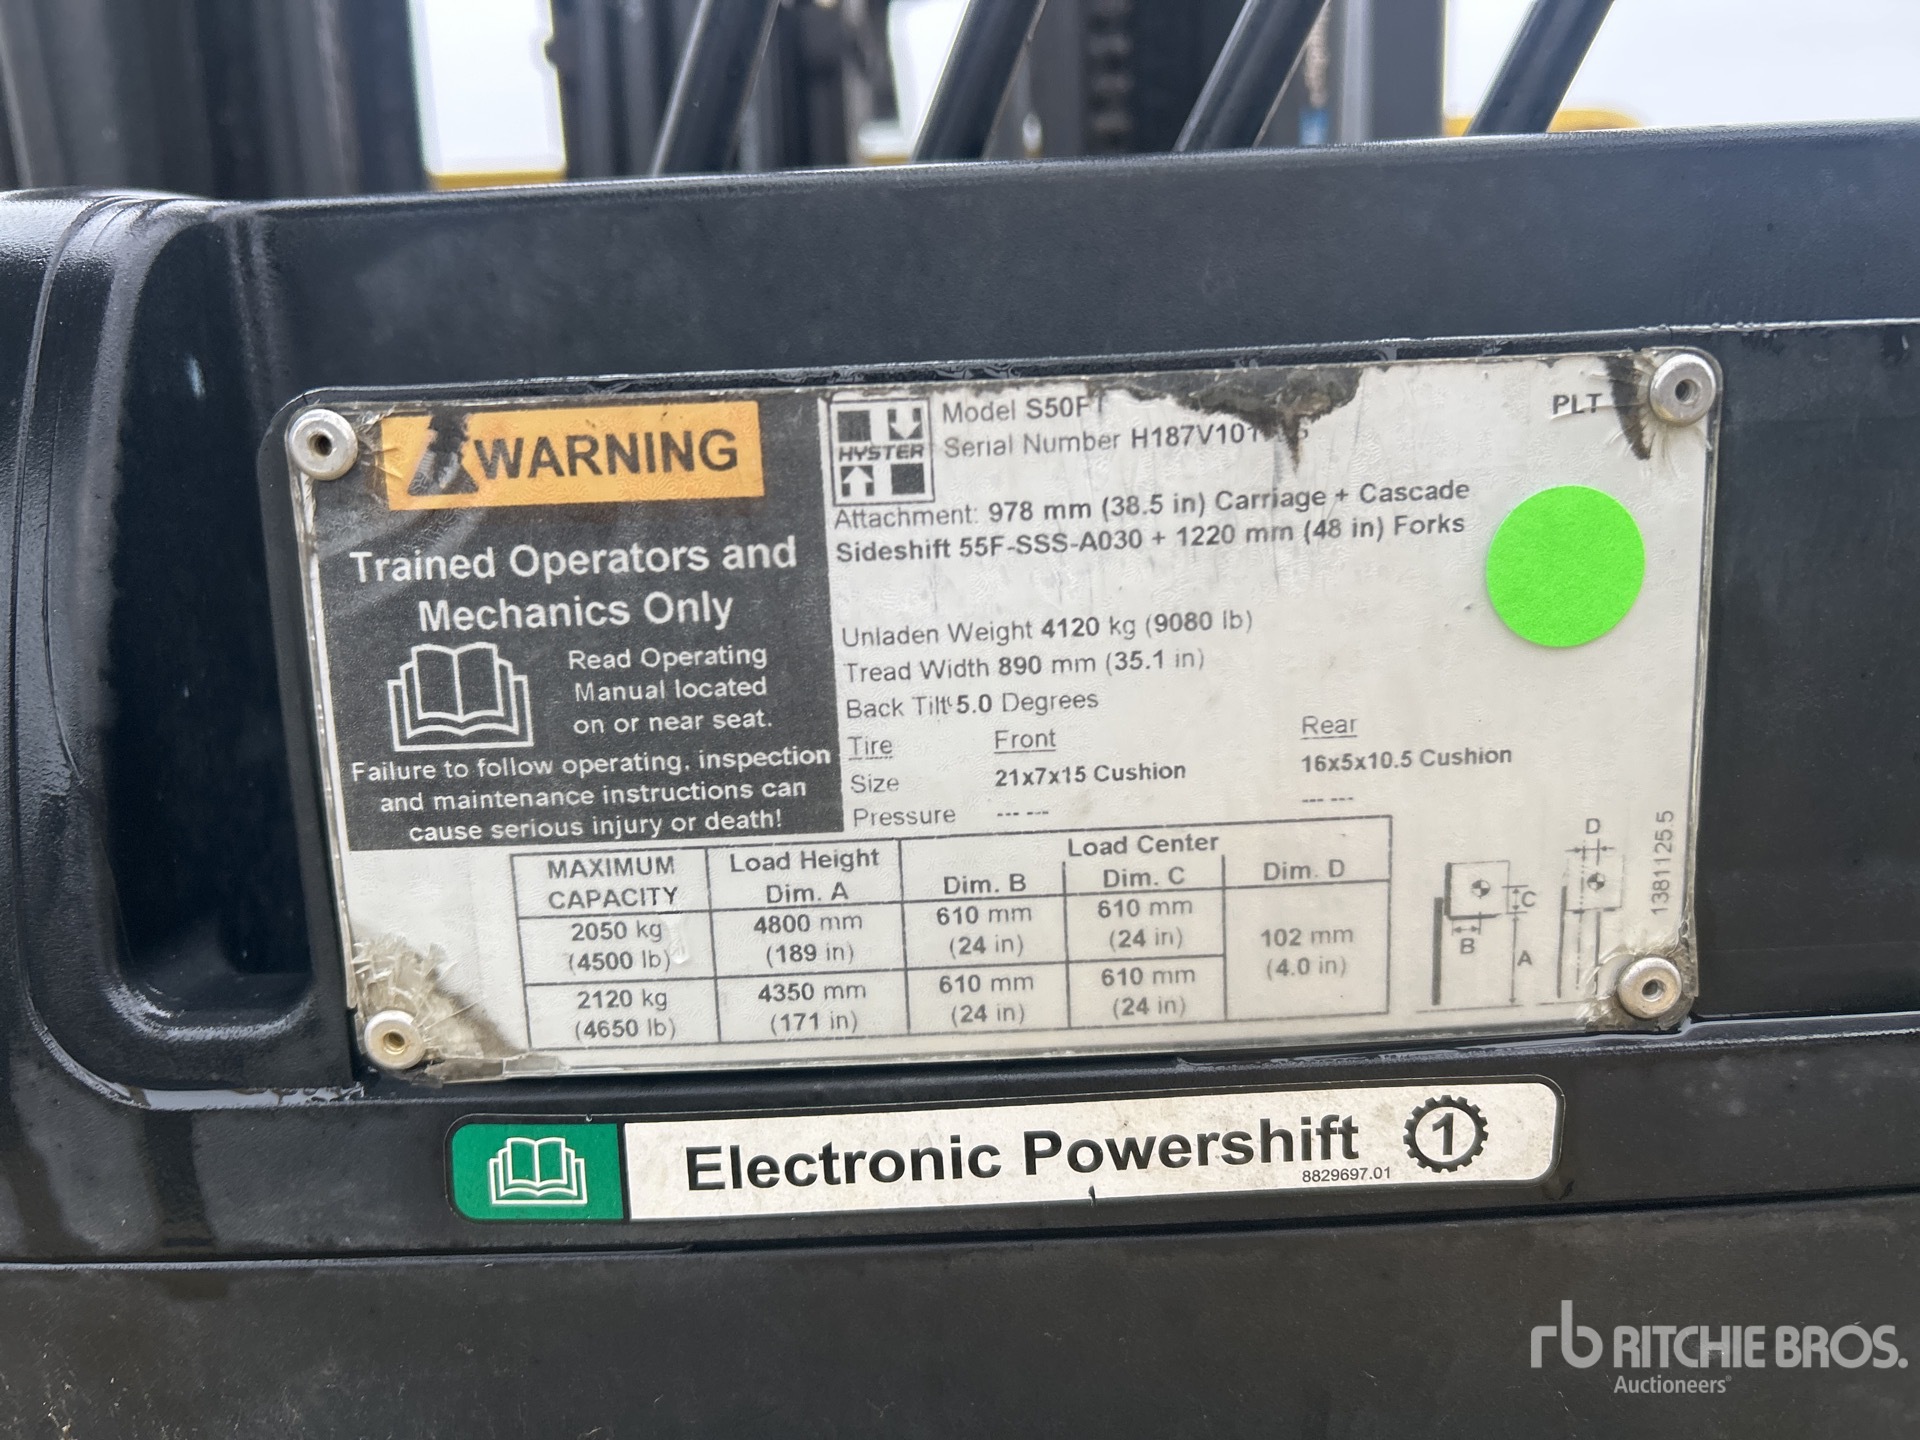 WARNING
Trained Operators and
Mechanics Only
Read Operating
Manual located
on or near seat.
Failure to follow operating, inspection
and maintenance instructions can
cause serious injury or death!
HYSTER
Model
Serial Number
PLT
Attachment: 978 mm (38.5 in) Carriage + Cascade
Sideshift 55F-SSS-A030 + 1220 mm (48 in) Forks
Unladen Weight 4120 kg (9080 lb)
Tread Width 890 mm (35.1 in)
Back Tilt 5.0 Degrees
Tire Front Rear
Size 21x7x15 Cushion 16x5x10.5 Cushion
Pressure --- --- --- ---
MAXIMUM CAPACITY Load Height Dim. A Load Center
Dim. B Dim. C Dim. D
2050 kg 4800 mm 610 mm 610 mm
(4500 lb) (189 in) (24 in) (24 in)
102 mm
(4.0 in)
2120 kg 4350 mm 610 mm 610 mm
(4650 lb) (171 in) (24 in) (24 in)
D
C
B
A
1381125 5
Electronic Powershift 1
8829697.01
rb RITCHIE BROS.
Auctioneers